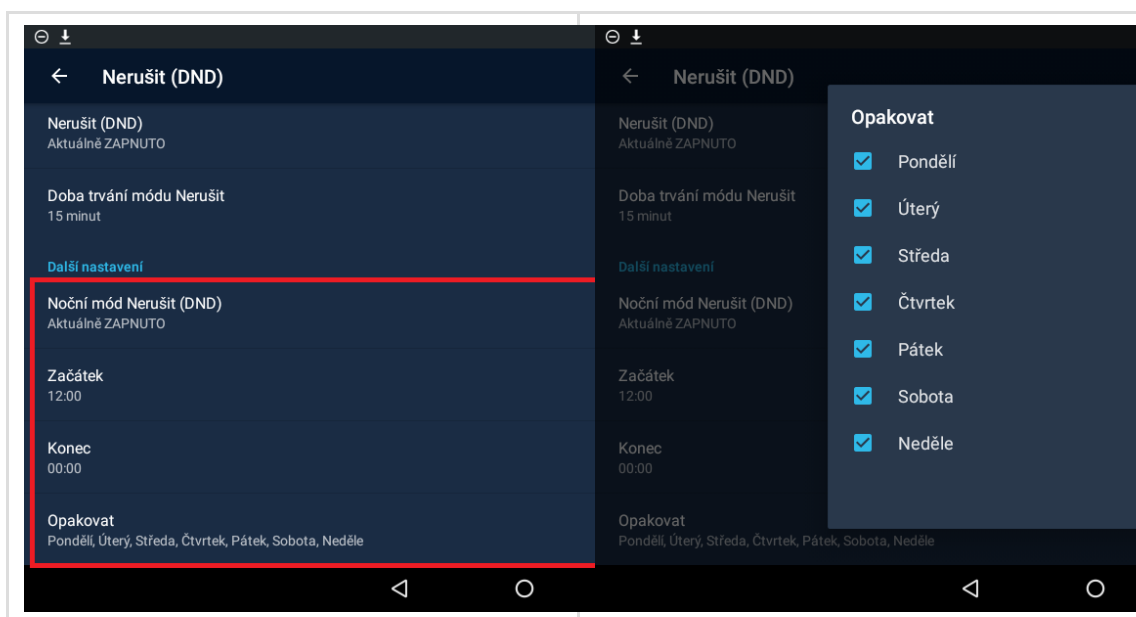 Nerušit (DND)
Nerušit (DND)
Aktuálně ZAPNUTO
Doba trvání módu Nerušit
15 minut
Další nastavení
Noční mód Nerušit (DND)
Aktuálně ZAPNUTO
Začátek
12:00
Konec
00:00
Opakovat
Pondělí, Úterý, Středa, Čtvrtek, Pátek, Sobota, Neděle
Nerušit (DND)
Nerušit (DND)
Aktuálně ZAPNUTO
Doba trvání módu Nerušit
15 minut
Další nastavení
Noční mód Nerušit (DND)
Aktuálně ZAPNUTO
Začátek
12:00
Konec
00:00
Opakovat
Pondělí, Úterý, Středa, Čtvrtek, Pátek, Sobota, Neděle
Opakovat
Pondělí
Úterý
Středa
Čtvrtek
Pátek
Sobota
Neděle